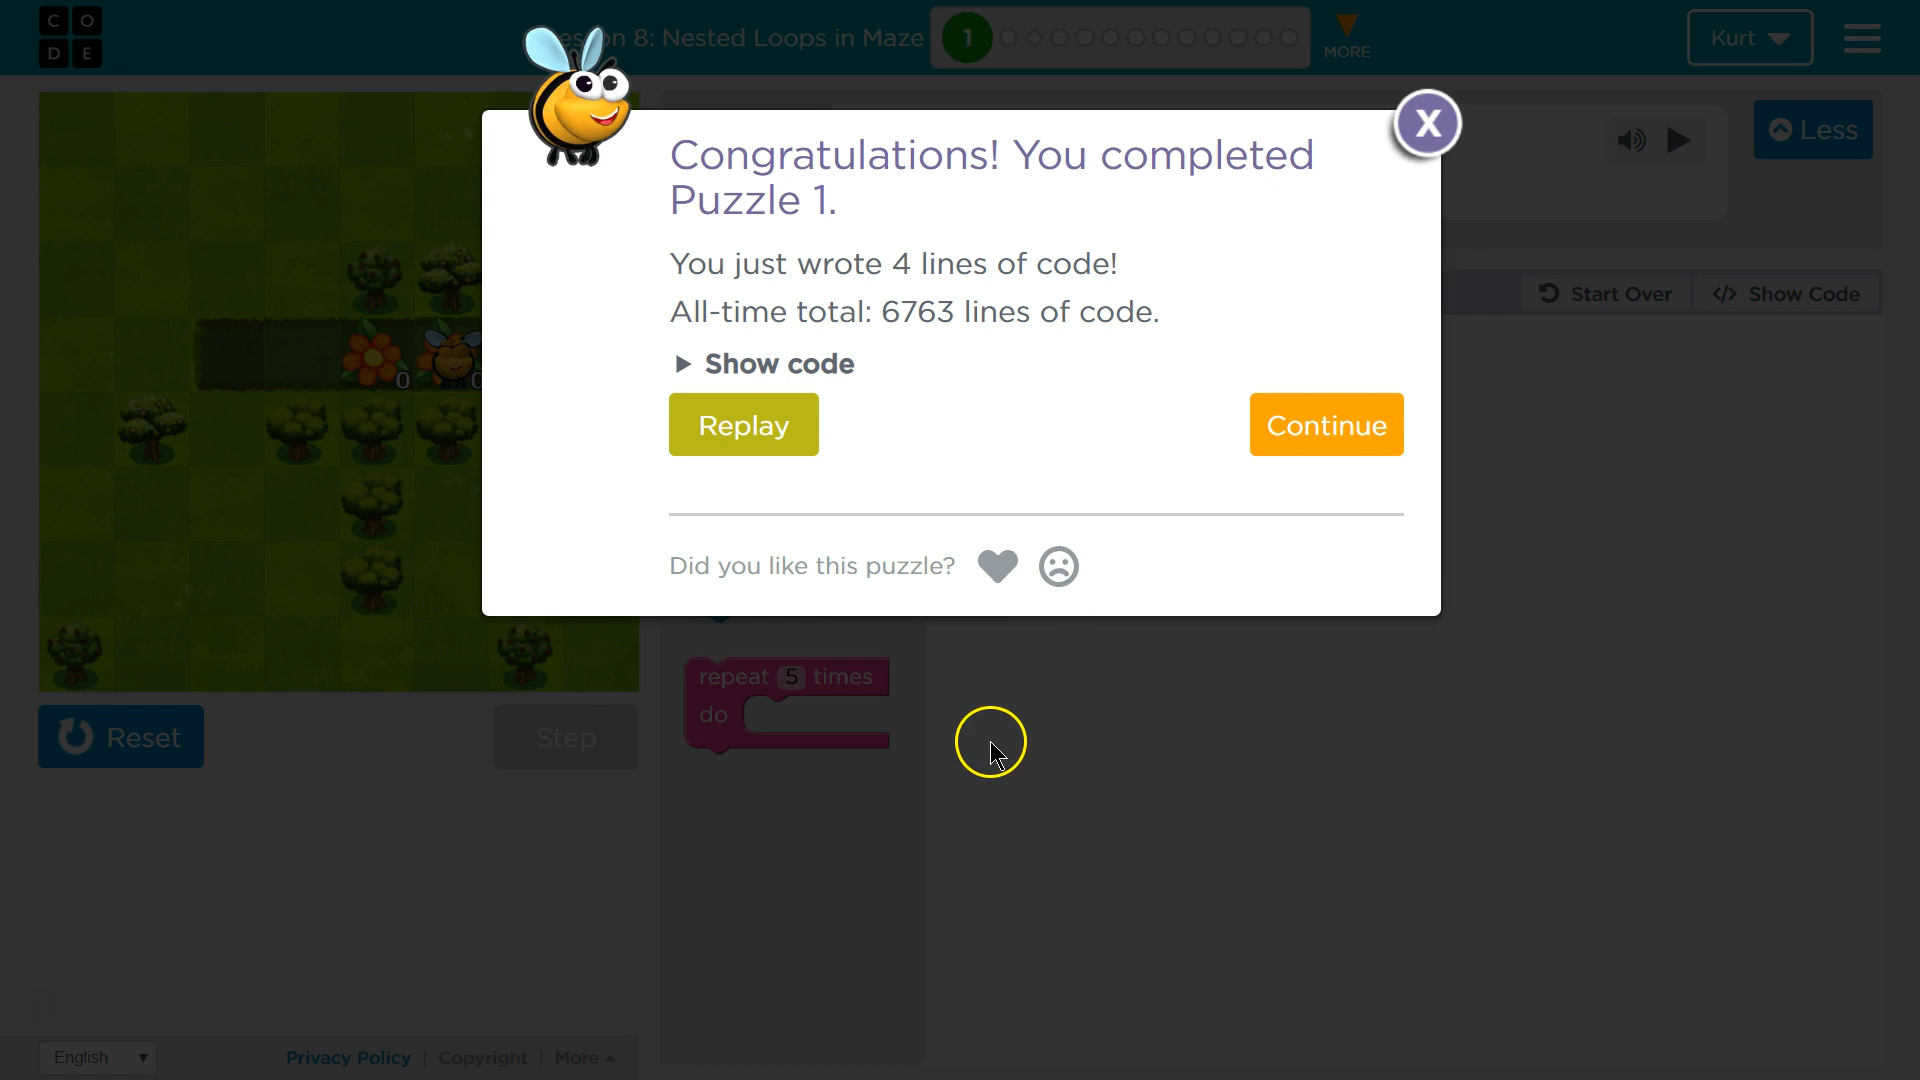 C O
D E
esson 8: Nested Loops in Maze
1
MORE
Kurt
Less
Congratulations! You completed
Puzzle 1.
X
You just wrote 4 lines of code!
All-time total: 6763 lines of code.
Show code
Replay
Continue
Did you like this puzzle?
Start Over
Show Code
0
0
repeat 5 times
do
Reset
Step
English
Privacy Policy | Copyright | More